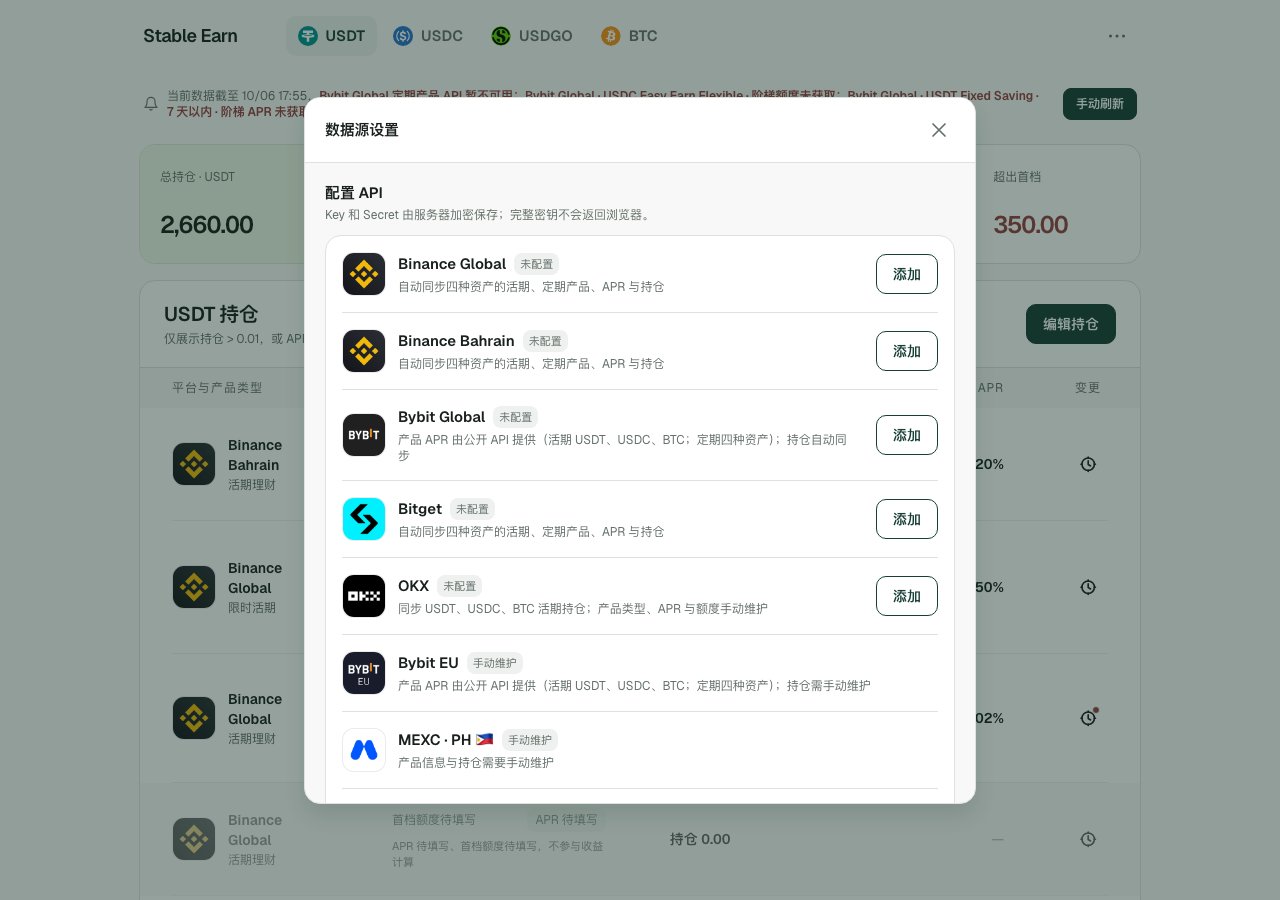 Stable Earn
USDT
USDC
USDGO
BTC
当前数据截至 10/06 17:55。Bybit Global 定期产品 API 暂不可用；Bybit Global · USDC Easy Earn Flexible · 阶梯额度未获取；Bybit Global · USDT Fixed Saving ·
7 天以内 · 阶梯 APR 未获取
手动刷新
总持仓 · USDT
2,660.00
超出首档
350.00
USDT 持仓
仅展示持仓 > 0.01，或 API
编辑持仓
平台与产品类型
APR
变更
Binance
Bahrain
活期理财
20%
Binance
Global
限时活期
50%
Binance
Global
活期理财
02%
Binance
Global
活期理财
首档额度待填写
APR 待填写
APR 待填写、首档额度待填写，不参与收益
计算
持仓 0.00
—
数据源设置
配置 API
Key 和 Secret 由服务器加密保存；完整密钥不会返回浏览器。
Binance Global
未配置
自动同步四种资产的活期、定期产品、APR 与持仓
添加
Binance Bahrain
未配置
自动同步四种资产的活期、定期产品、APR 与持仓
添加
BYBIT
Bybit Global
未配置
产品 APR 由公开 API 提供（活期 USDT、USDC、BTC；定期四种资产）；持仓自动同
步
添加
Bitget
未配置
自动同步四种资产的活期、定期产品、APR 与持仓
添加
OKX
OKX
未配置
同步 USDT、USDC、BTC 活期持仓；产品类型、APR 与额度手动维护
添加
BYBIT
EU
Bybit EU
手动维护
产品 APR 由公开 API 提供（活期 USDT、USDC、BTC；定期四种资产）；持仓需手动维护
MEXC · PH 🇵🇭
手动维护
产品信息与持仓需要手动维护